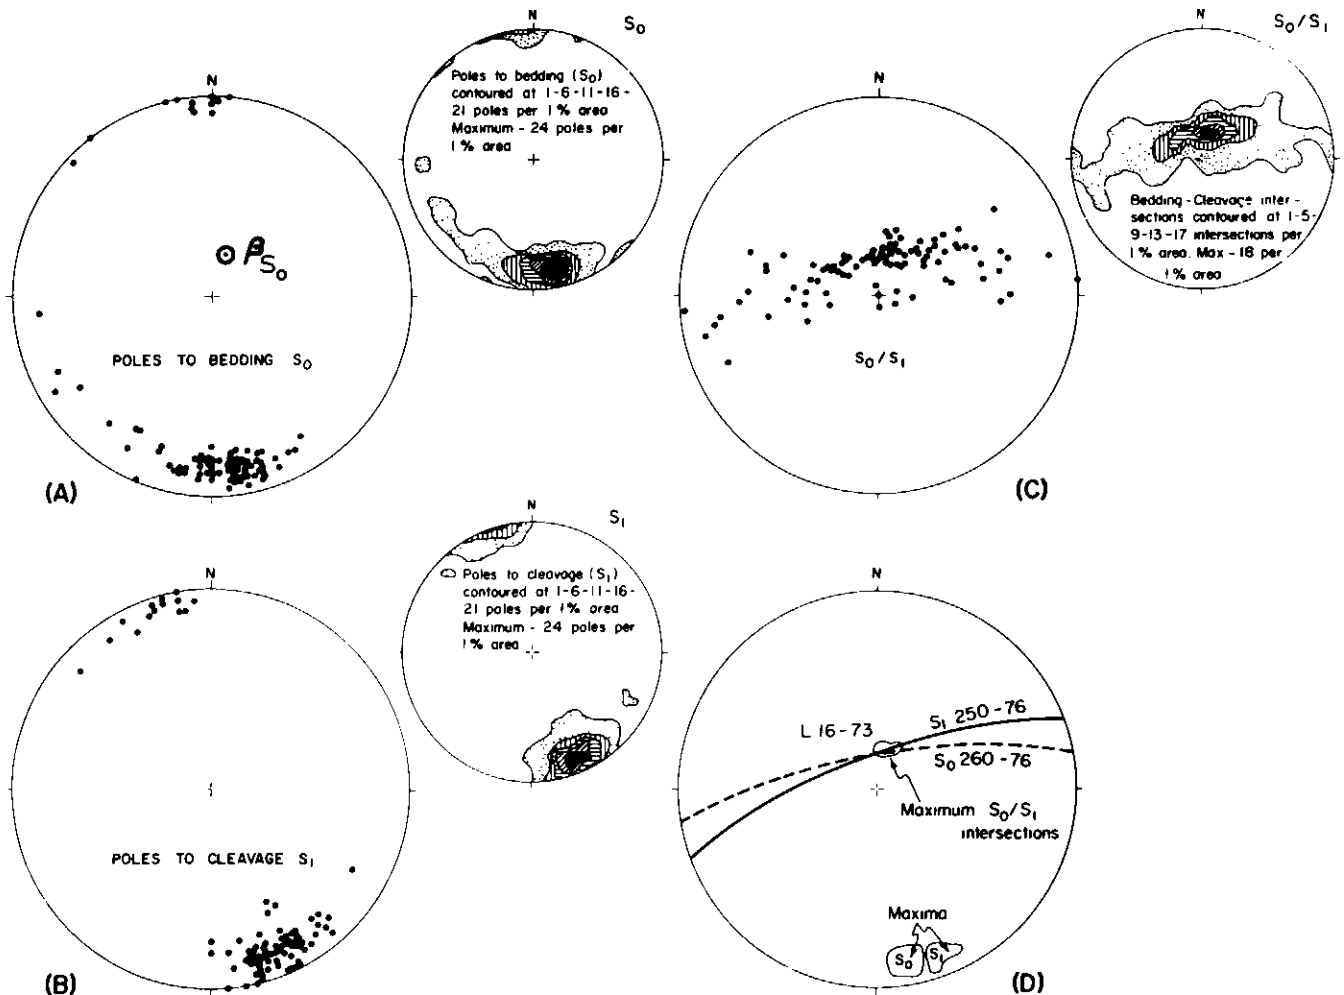 N
S0
Poles to bedding (S0)
contoured at 1-6-11-16-
21 poles per 1% area
Maximum - 24 poles per
1% area
N
βS0
POLES TO BEDDING S0
(A)
N
S0/S1
Bedding-Cleavage inter-
sections contoured at 1-5-
9-13-17 intersections per
1% area. Max - 18 per
1% area
N
S0/S1
(C)
N
S1
Poles to cleavage (S1)
contoured at 1-6-11-16-
21 poles per 1% area
Maximum - 24 poles per
1% area
N
POLES TO CLEAVAGE S1
(B)
N
L 16-73
S1 250-76
S0 260-76
Maximum S0/S1
intersections
Maxima
S0
S1
(D)